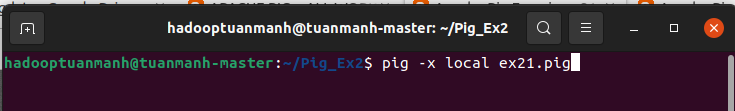 hadooptuanmanh@tuanmanh-master: ~/Pig_Ex2
hadooptuanmanh@tuanmanh-master:~/Pig_Ex2$ pig -x local ex21.pig